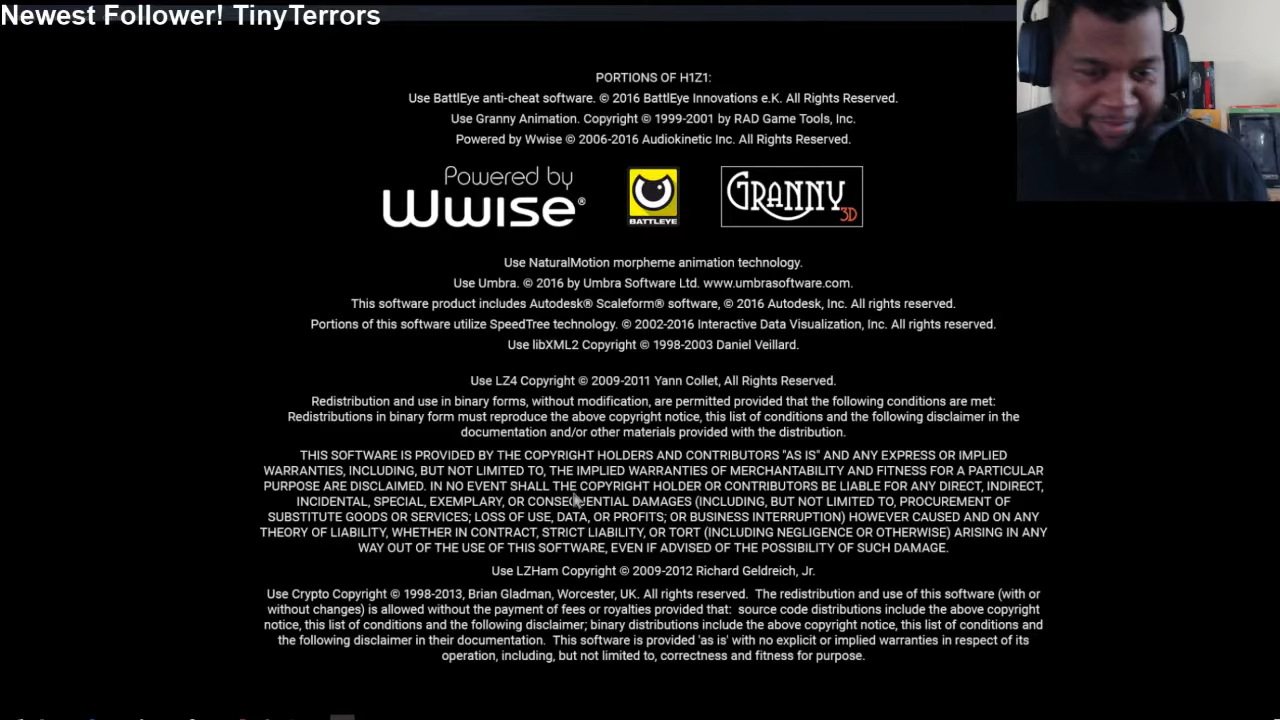 Newest Follower! TinyTerrors
PORTIONS OF H1Z1:
Use BattlEye anti-cheat software. © 2016 BattlEye Innovations e.K. All Rights Reserved.
Use Granny Animation. Copyright © 1999-2001 by RAD Game Tools, Inc.
Powered by Wwise © 2006-2016 Audiokinetic Inc. All Rights Reserved.
Powered by
Wwise®
BATTLEYE
GRANNY
3D
Use NaturalMotion morpheme animation technology.
Use Umbra. © 2016 by Umbra Software Ltd. www.umbrasoftware.com.
This software product includes Autodesk® Scaleform® software, © 2016 Autodesk, Inc. All rights reserved.
Portions of this software utilize SpeedTree technology. © 2002-2016 Interactive Data Visualization, Inc. All rights reserved.
Use libXML2 Copyright © 1998-2003 Daniel Veillard.
Use LZ4 Copyright © 2009-2011 Yann Collet, All Rights Reserved.
Redistribution and use in binary forms, without modification, are permitted provided that the following conditions are met:
Redistributions in binary form must reproduce the above copyright notice, this list of conditions and the following disclaimer in the
documentation and/or other materials provided with the distribution.
THIS SOFTWARE IS PROVIDED BY THE COPYRIGHT HOLDERS AND CONTRIBUTORS "AS IS" AND ANY EXPRESS OR IMPLIED
WARRANTIES, INCLUDING, BUT NOT LIMITED TO, THE IMPLIED WARRANTIES OF MERCHANTABILITY AND FITNESS FOR A PARTICULAR
PURPOSE ARE DISCLAIMED. IN NO EVENT SHALL THE COPYRIGHT HOLDER OR CONTRIBUTORS BE LIABLE FOR ANY DIRECT, INDIRECT,
INCIDENTAL, SPECIAL, EXEMPLARY, OR CONSEQUENTIAL DAMAGES (INCLUDING, BUT NOT LIMITED TO, PROCUREMENT OF
SUBSTITUTE GOODS OR SERVICES; LOSS OF USE, DATA, OR PROFITS; OR BUSINESS INTERRUPTION) HOWEVER CAUSED AND ON ANY
THEORY OF LIABILITY, WHETHER IN CONTRACT, STRICT LIABILITY, OR TORT (INCLUDING NEGLIGENCE OR OTHERWISE) ARISING IN ANY
WAY OUT OF THE USE OF THIS SOFTWARE, EVEN IF ADVISED OF THE POSSIBILITY OF SUCH DAMAGE.
Use LZHam Copyright © 2009-2012 Richard Geldreich, Jr.
Use Crypto Copyright © 1998-2013, Brian Gladman, Worcester, UK. All rights reserved. The redistribution and use of this software (with or
without changes) is allowed without the payment of fees or royalties provided that: source code distributions include the above copyright
notice, this list of conditions and the following disclaimer; binary distributions include the above copyright notice, this list of conditions and
the following disclaimer in their documentation. This software is provided 'as is' with no explicit or implied warranties in respect of its
operation, including, but not limited to, correctness and fitness for purpose.